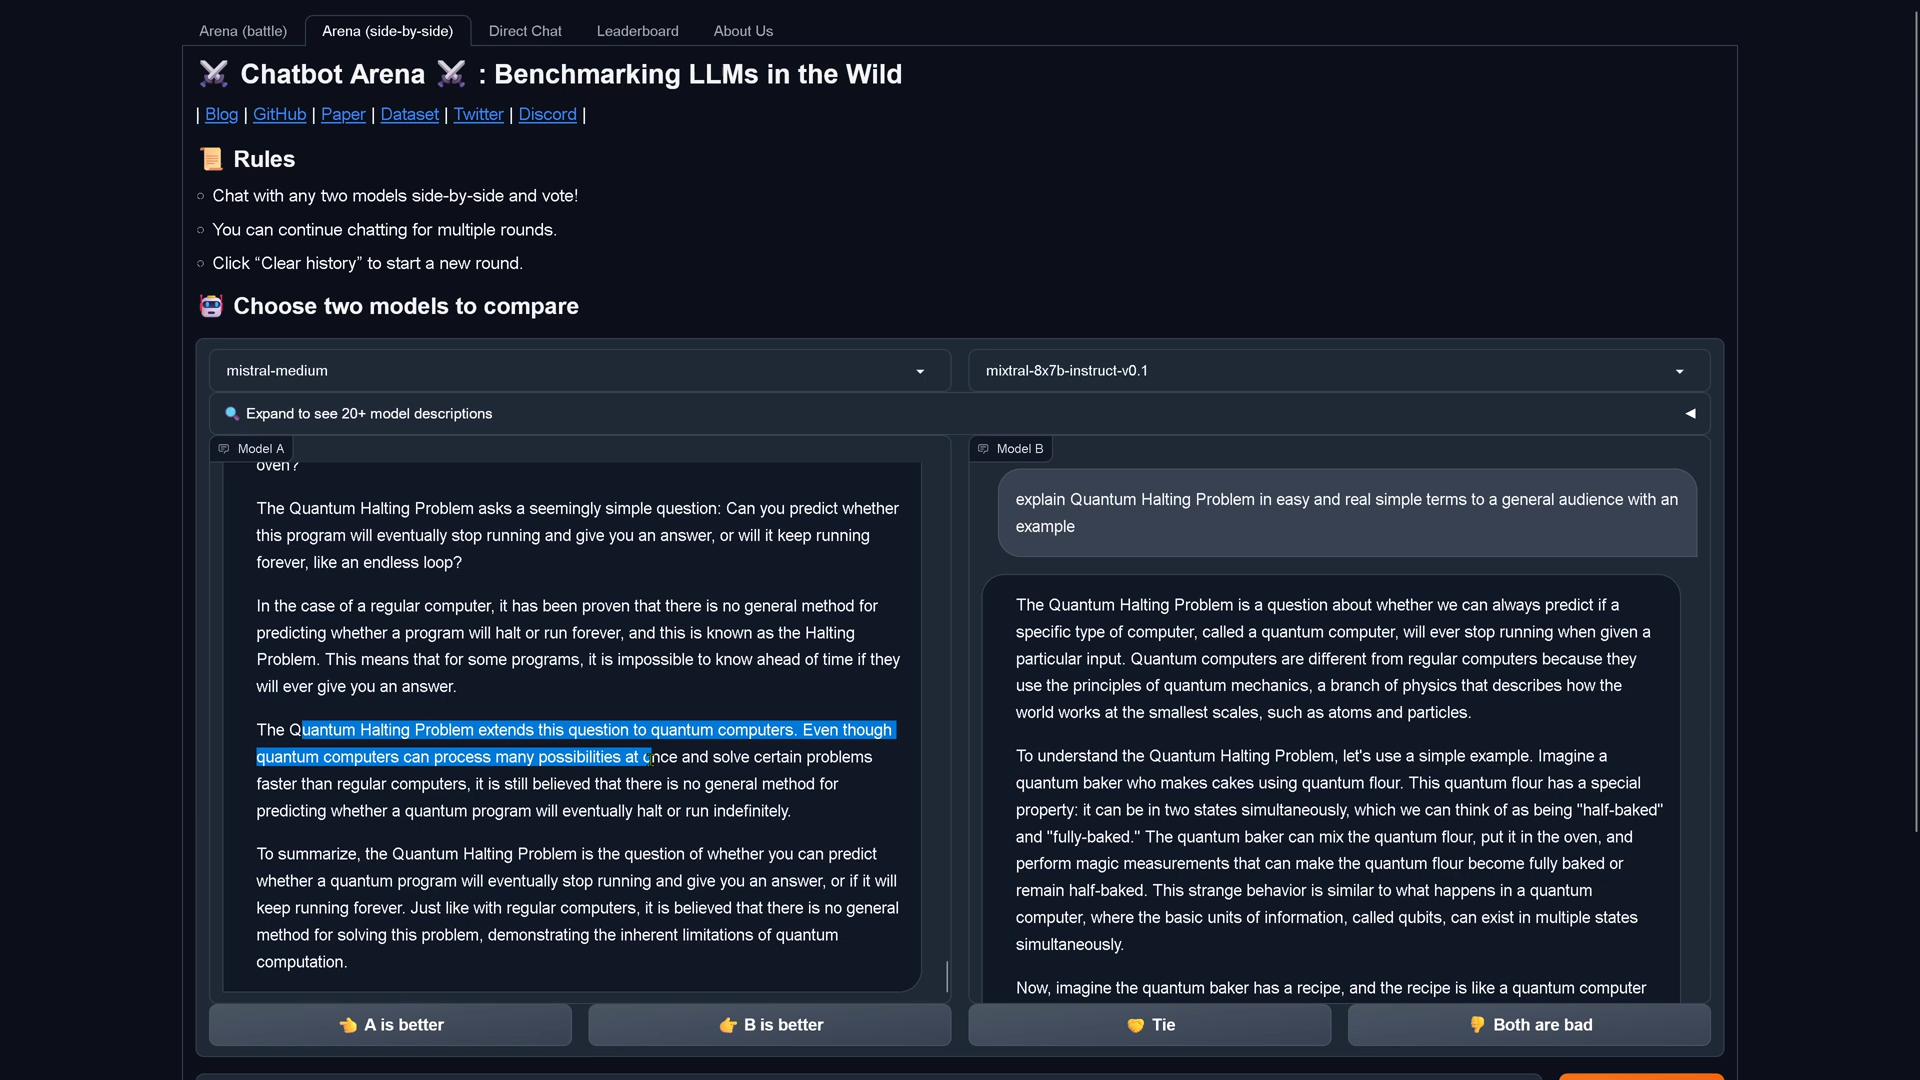 Arena (battle) Arena (side-by-side) Direct Chat Leaderboard About Us
Chatbot Arena : Benchmarking LLMs in the Wild
| Blog | GitHub | Paper | Dataset | Twitter | Discord |
Rules
Chat with any two models side-by-side and vote!
You can continue chatting for multiple rounds.
Click “Clear history” to start a new round.
Choose two models to compare
mistral-medium
mixtral-8x7b-instruct-v0.1
Expand to see 20+ model descriptions
Model A
oven?
The Quantum Halting Problem asks a seemingly simple question: Can you predict whether
this program will eventually stop running and give you an answer, or will it keep running
forever, like an endless loop?
In the case of a regular computer, it has been proven that there is no general method for
predicting whether a program will halt or run forever, and this is known as the Halting
Problem. This means that for some programs, it is impossible to know ahead of time if they
will ever give you an answer.
The Quantum Halting Problem extends this question to quantum computers. Even though
quantum computers can process many possibilities at once and solve certain problems
faster than regular computers, it is still believed that there is no general method for
predicting whether a quantum program will eventually halt or run indefinitely.
To summarize, the Quantum Halting Problem is the question of whether you can predict
whether a quantum program will eventually stop running and give you an answer, or if it will
keep running forever. Just like with regular computers, it is believed that there is no general
method for solving this problem, demonstrating the inherent limitations of quantum
computation.
Model B
explain Quantum Halting Problem in easy and real simple terms to a general audience with an
example
The Quantum Halting Problem is a question about whether we can always predict if a
specific type of computer, called a quantum computer, will ever stop running when given a
particular input. Quantum computers are different from regular computers because they
use the principles of quantum mechanics, a branch of physics that describes how the
world works at the smallest scales, such as atoms and particles.
To understand the Quantum Halting Problem, let's use a simple example. Imagine a
quantum baker who makes cakes using quantum flour. This quantum flour has a special
property: it can be in two states simultaneously, which we can think of as being "half-baked"
and "fully-baked." The quantum baker can mix the quantum flour, put it in the oven, and
perform magic measurements that can make the quantum flour become fully baked or
remain half-baked. This strange behavior is similar to what happens in a quantum
computer, where the basic units of information, called qubits, can exist in multiple states
simultaneously.
Now, imagine the quantum baker has a recipe, and the recipe is like a quantum computer
A is better
B is better
Tie
Both are bad